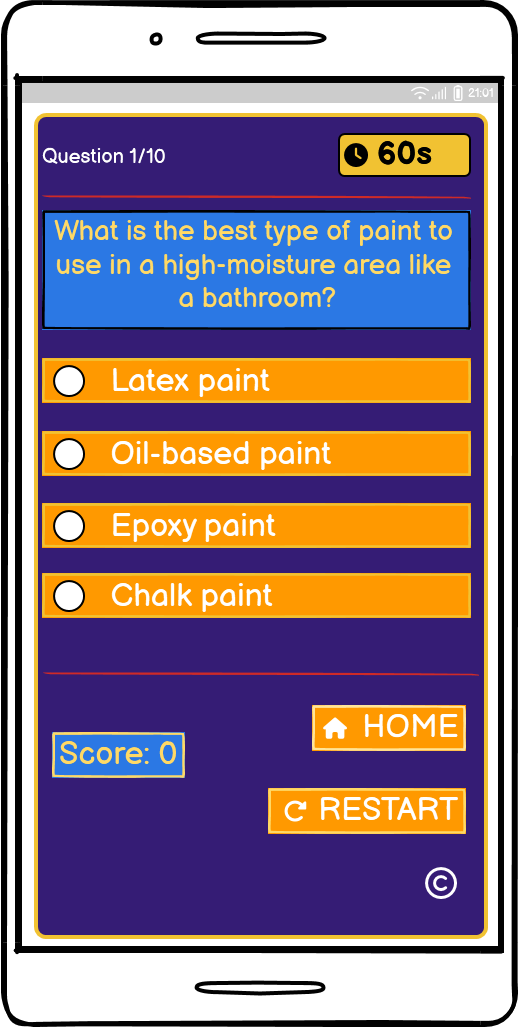 21:01
Question 1/10
60s
What is the best type of paint to
use in a high-moisture area like
a bathroom?
Latex paint
Oil-based paint
Epoxy paint
Chalk paint
HOME
Score: 0
RESTART
©